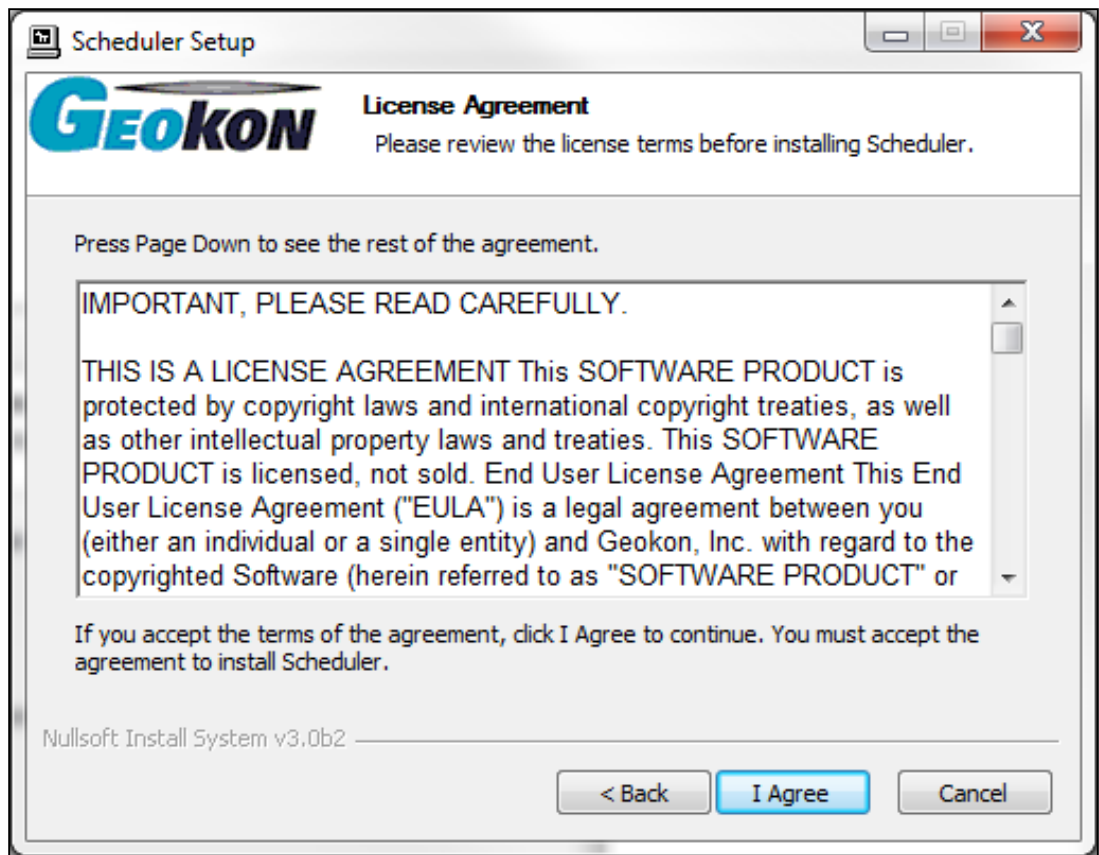 Scheduler Setup
GEOKON
License Agreement
Please review the license terms before installing Scheduler.
Press Page Down to see the rest of the agreement.
IMPORTANT, PLEASE READ CAREFULLY.
THIS IS A LICENSE AGREEMENT This SOFTWARE PRODUCT is
protected by copyright laws and international copyright treaties, as well
as other intellectual property laws and treaties. This SOFTWARE
PRODUCT is licensed, not sold. End User License Agreement This End
User License Agreement ("EULA") is a legal agreement between you
(either an individual or a single entity) and Geokon, Inc. with regard to the
copyrighted Software (herein referred to as "SOFTWARE PRODUCT" or
If you accept the terms of the agreement, click I Agree to continue. You must accept the
agreement to install Scheduler.
Nullsoft Install System v3.0b2
< Back I Agree Cancel